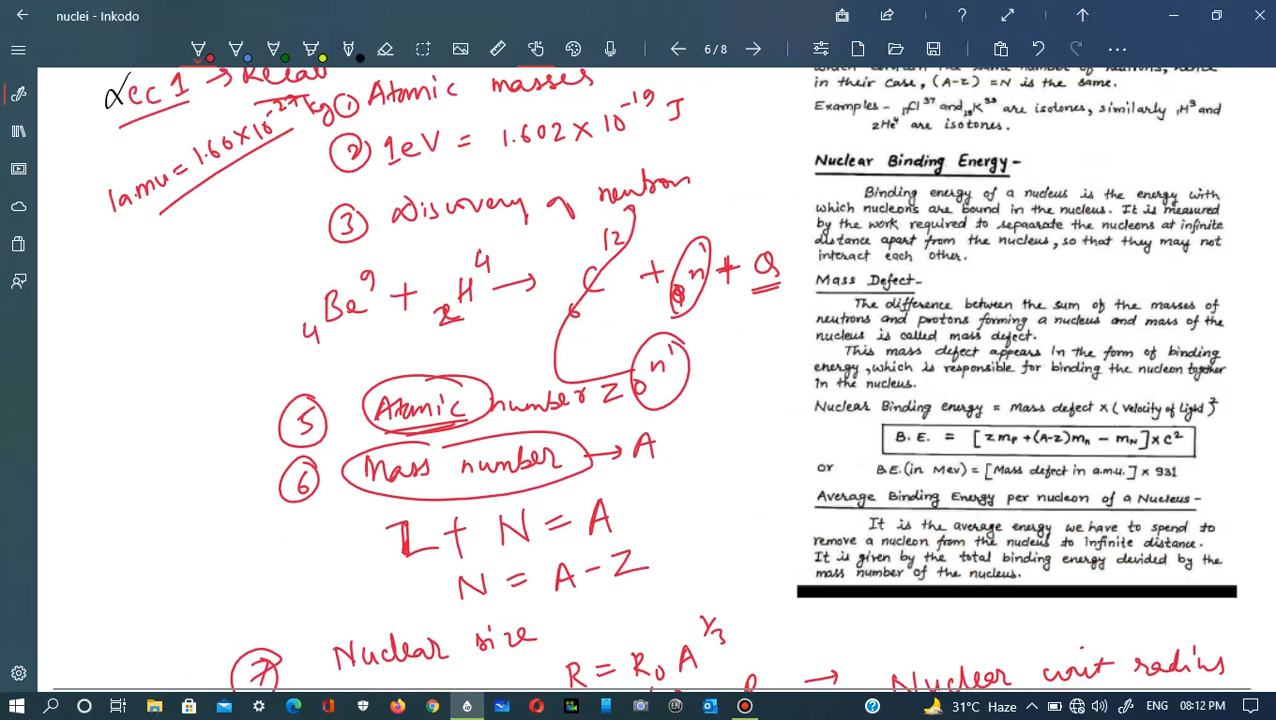 nuclei - Inkodo
6/8
Lec 1 →
1a.mu = 1.66×10⁻²⁷ kg
① Atomic masses
② 1eV = 1.602 × 10⁻¹⁹ J
③ Discovery of neutron
₄Be⁹ + ₂H⁴ → ₆C¹² + ₀n¹ + Q
⑤ Atomic number Z ₀n¹
⑥ Mass number → A
Z + N = A
N = A - Z
⑦ Nuclear size
R = R₀ A^1/3
→ Nuclear unit radius
in their case, (A-Z) = N is the same.
Examples - ₁₇Cl³⁷ and ₁₉K³⁹ are isotones, similarly ₁H³ and
₂He⁴ are isotones.
Nuclear Binding Energy -
Binding energy of a nucleus is the energy with
which nucleons are bound in the nucleus. It is measured
by the work required to sepaarate the nucleons at infinite
distance apart from the nucleus, so that they may not
interact each other.
Mass Defect -
The difference between the sum of the masses of
neutrons and protons forming a nucleus and mass of the
nucleus is called mass defect.
This mass defect appears in the form of binding
energy, which is responsible for binding the nucleon together
in the nucleus.
Nuclear Binding energy = Mass defect × (velocity of light)²
B. E. = [ Zmp + (A-Z)mn - mN ] × c²
or B.E.(in Mev) = [Mass defect in a.m.u.] × 931
Average Binding Energy per nucleon of a Nucleus -
It is the average energy we have to spend to
remove a nucleon from the nucleus to infinite distance.
It is given by the total binding energy devided by the
mass number of the nucleus.
31°C Haze
ENG
08:12 PM